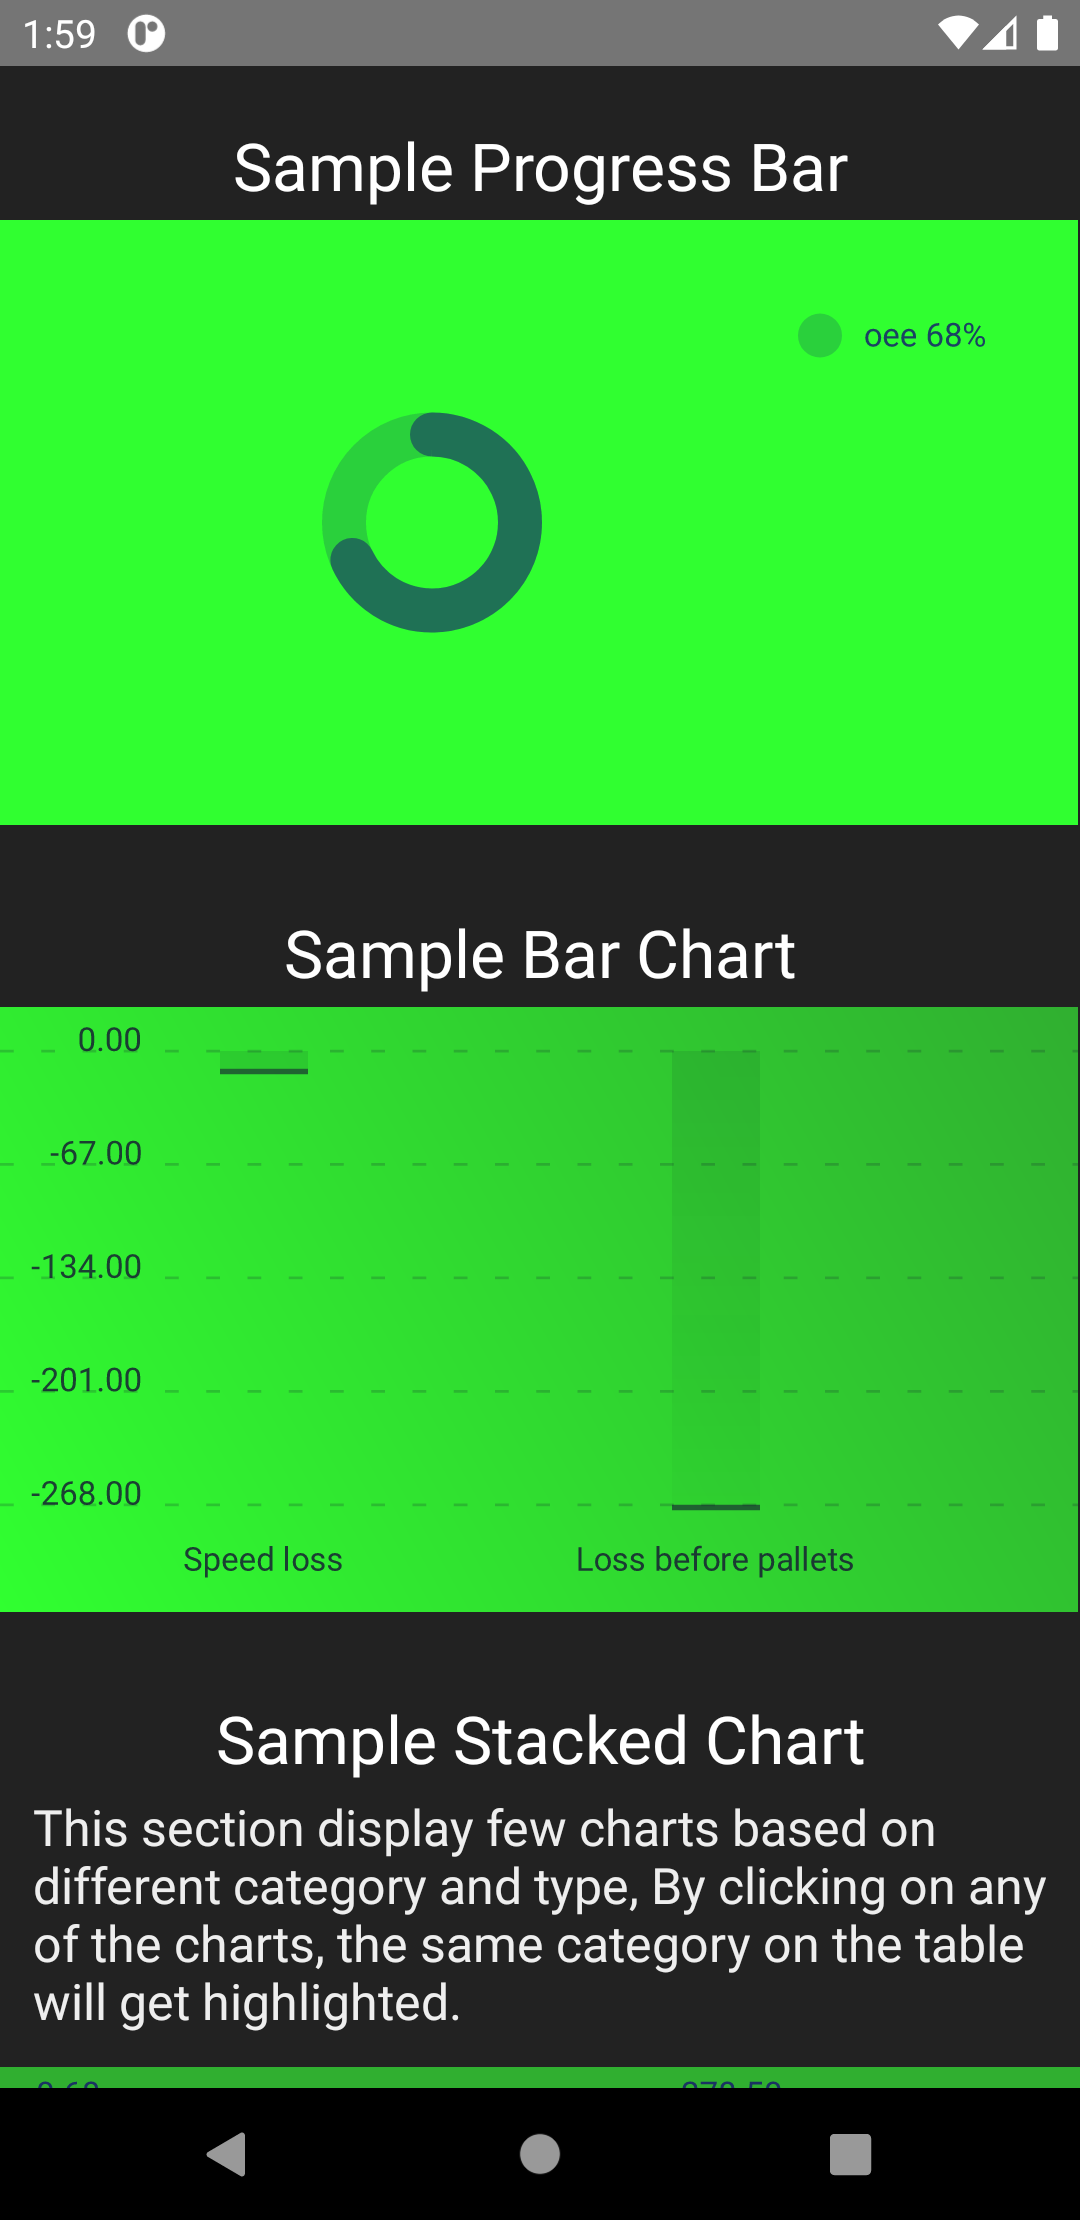 1:59
Sample Progress Bar
oee 68%
Sample Bar Chart
0.00
-67.00
-134.00
-201.00
-268.00
Speed loss
Loss before pallets
Sample Stacked Chart
This section display few charts based on
different category and type, By clicking on any
of the charts, the same category on the table
will get highlighted.